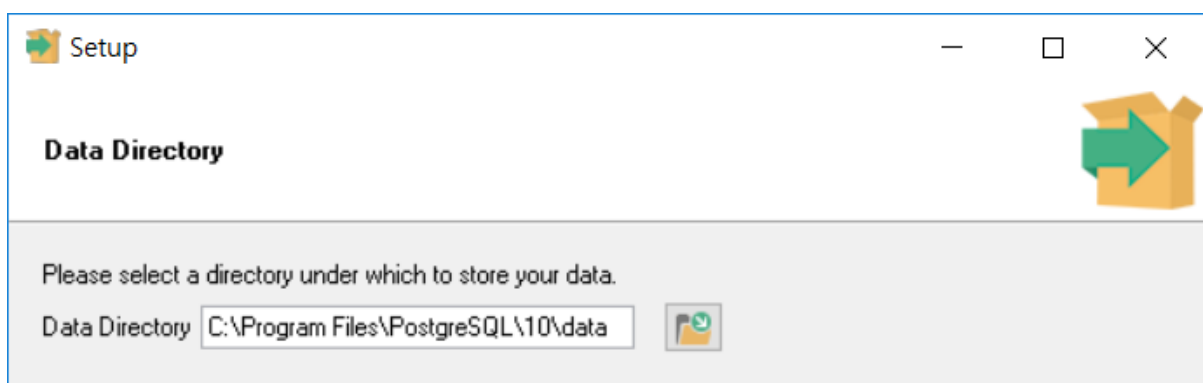 Setup
Data Directory
Please select a directory under which to store your data.
Data Directory C:\Program Files\PostgreSQL\10\data